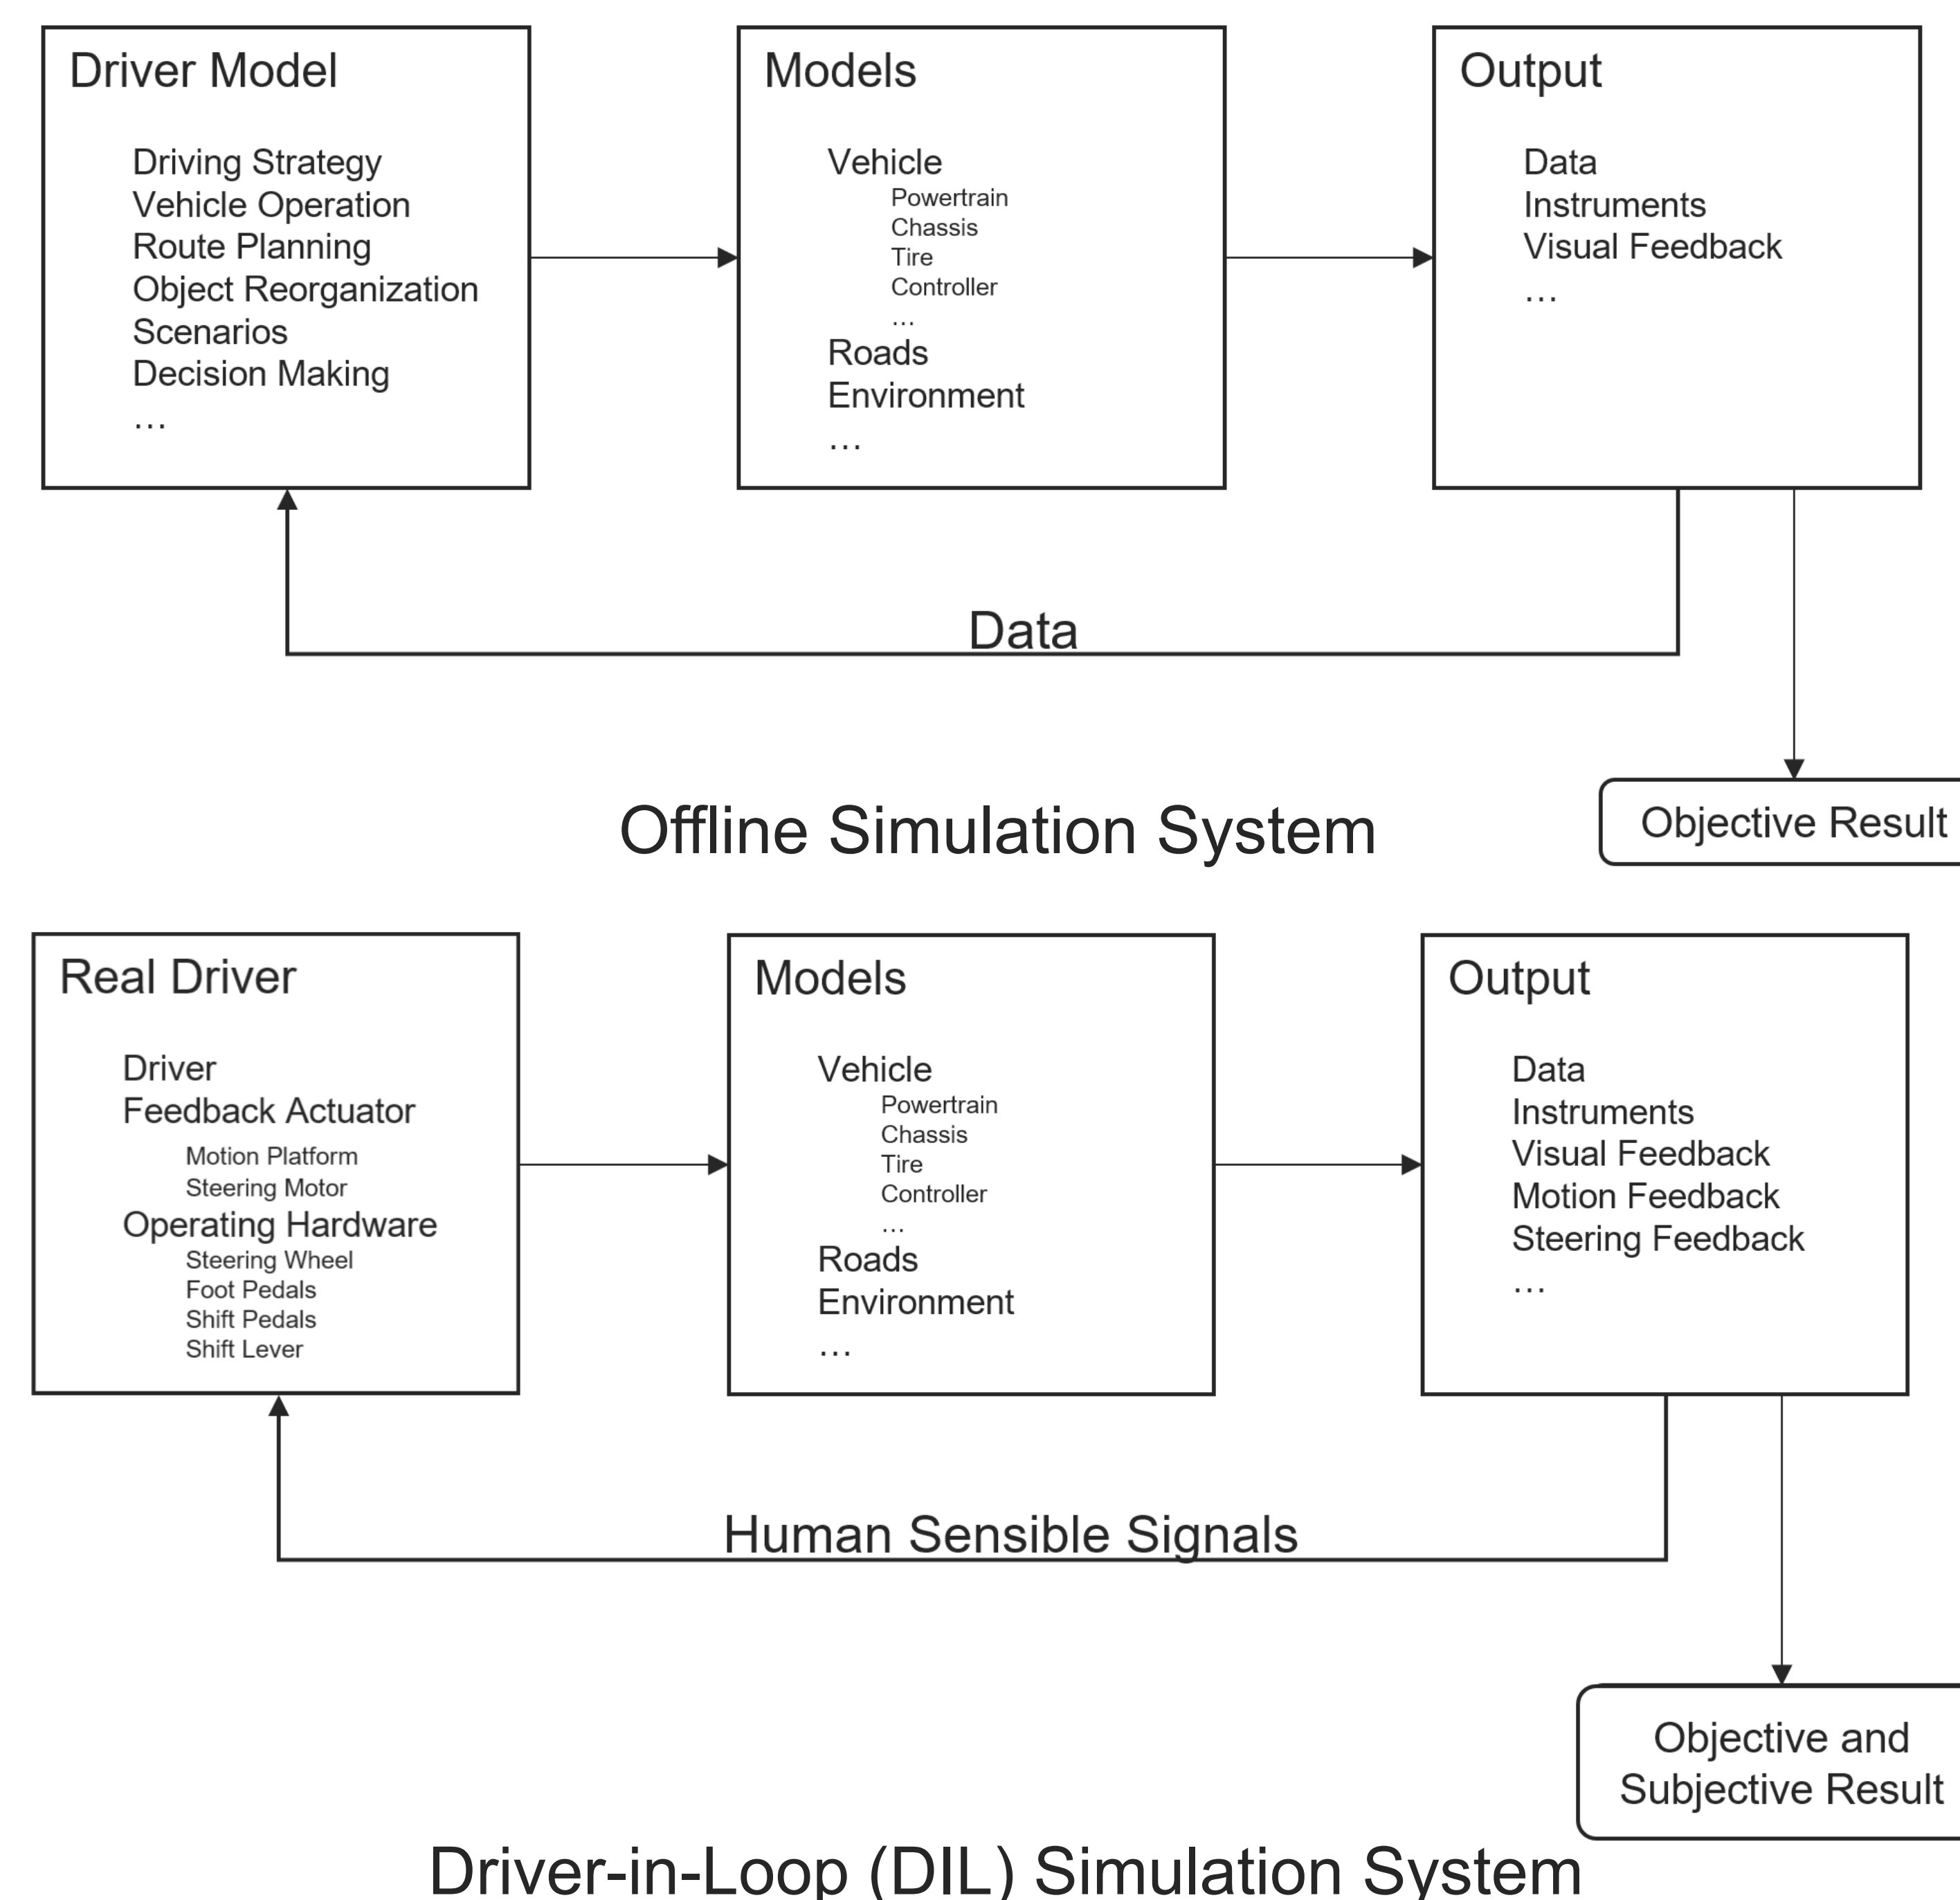 Driver Model
Driving Strategy
Vehicle Operation
Route Planning
Object Reorganization
Scenarios
Decision Making
…
Models
Vehicle
Powertrain
Chassis
Tire
Controller
…
Roads
Environment
…
Output
Data
Instruments
Visual Feedback
…
Data
Objective Result
Offline Simulation System
Real Driver
Driver
Feedback Actuator
Motion Platform
Steering Motor
Operating Hardware
Steering Wheel
Foot Pedals
Shift Pedals
Shift Lever
Models
Vehicle
Powertrain
Chassis
Tire
Controller
…
Roads
Environment
…
Output
Data
Instruments
Visual Feedback
Motion Feedback
Steering Feedback
…
Human Sensible Signals
Objective and
Subjective Result
Driver-in-Loop (DIL) Simulation System